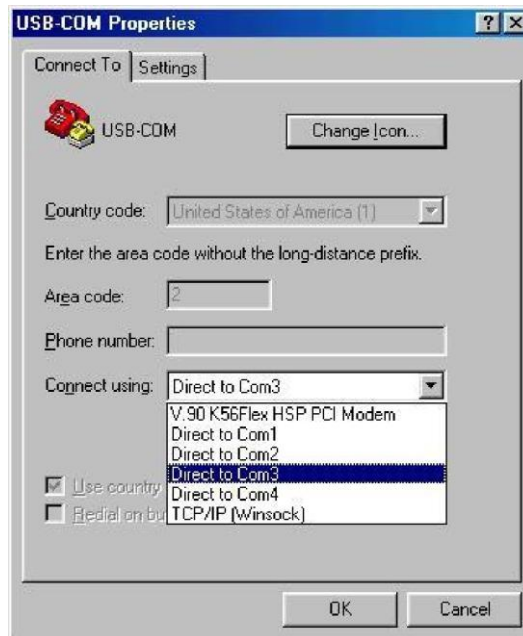 USB-COM Properties
? ×
Connect To Settings
USB-COM
Change Icon...
Country code: United States of America (1)
Enter the area code without the long-distance prefix.
Area code: 2
Phone number:
Connect using: Direct to Com3
V.90 K56Flex HSP PCI Modem
Direct to Com1
Direct to Com2
Direct to Com3
Use country
Direct to Com4
Redial on bu
TCP/IP (Winsock)
OK Cancel